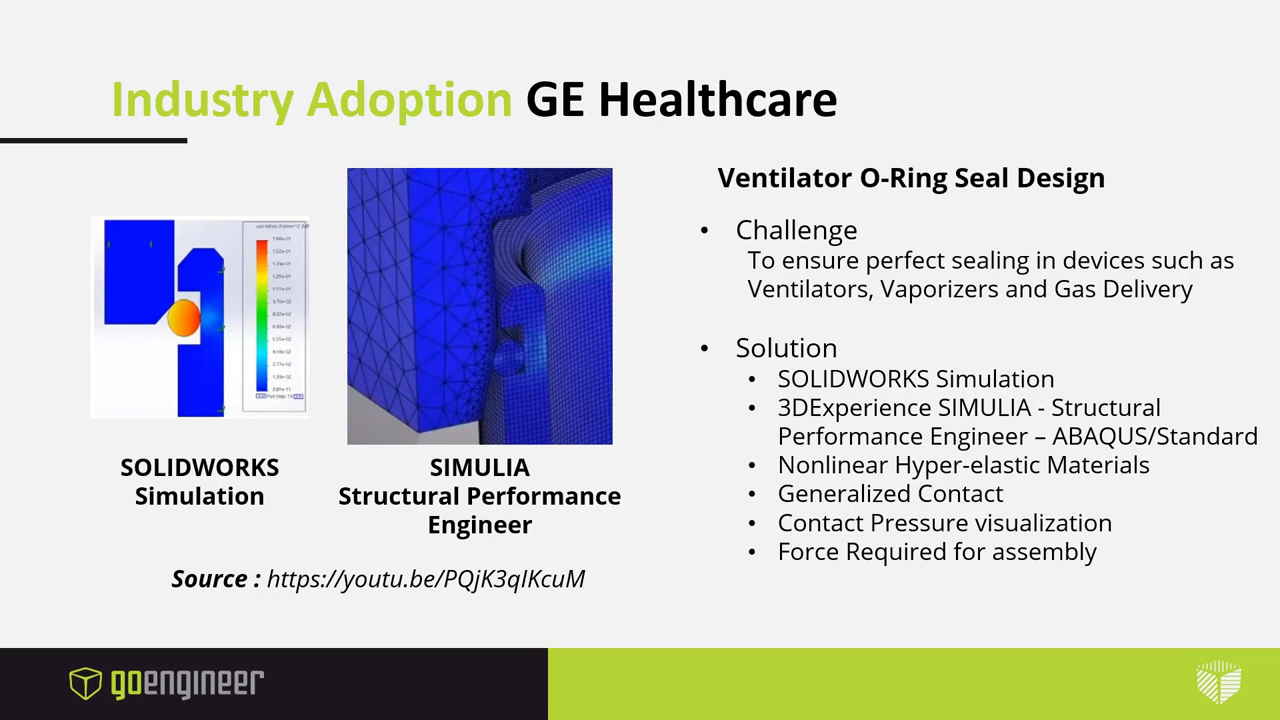 Industry Adoption GE Healthcare
Ventilator O-Ring Seal Design
• Challenge
To ensure perfect sealing in devices such as
Ventilators, Vaporizers and Gas Delivery
• Solution
• SOLIDWORKS Simulation
• 3DExperience SIMULIA - Structural
Performance Engineer – ABAQUS/Standard
• Nonlinear Hyper-elastic Materials
• Generalized Contact
• Contact Pressure visualization
• Force Required for assembly
SOLIDWORKS
Simulation
SIMULIA
Structural Performance
Engineer
Source : https://youtu.be/PQjK3qIKcuM
goengineer